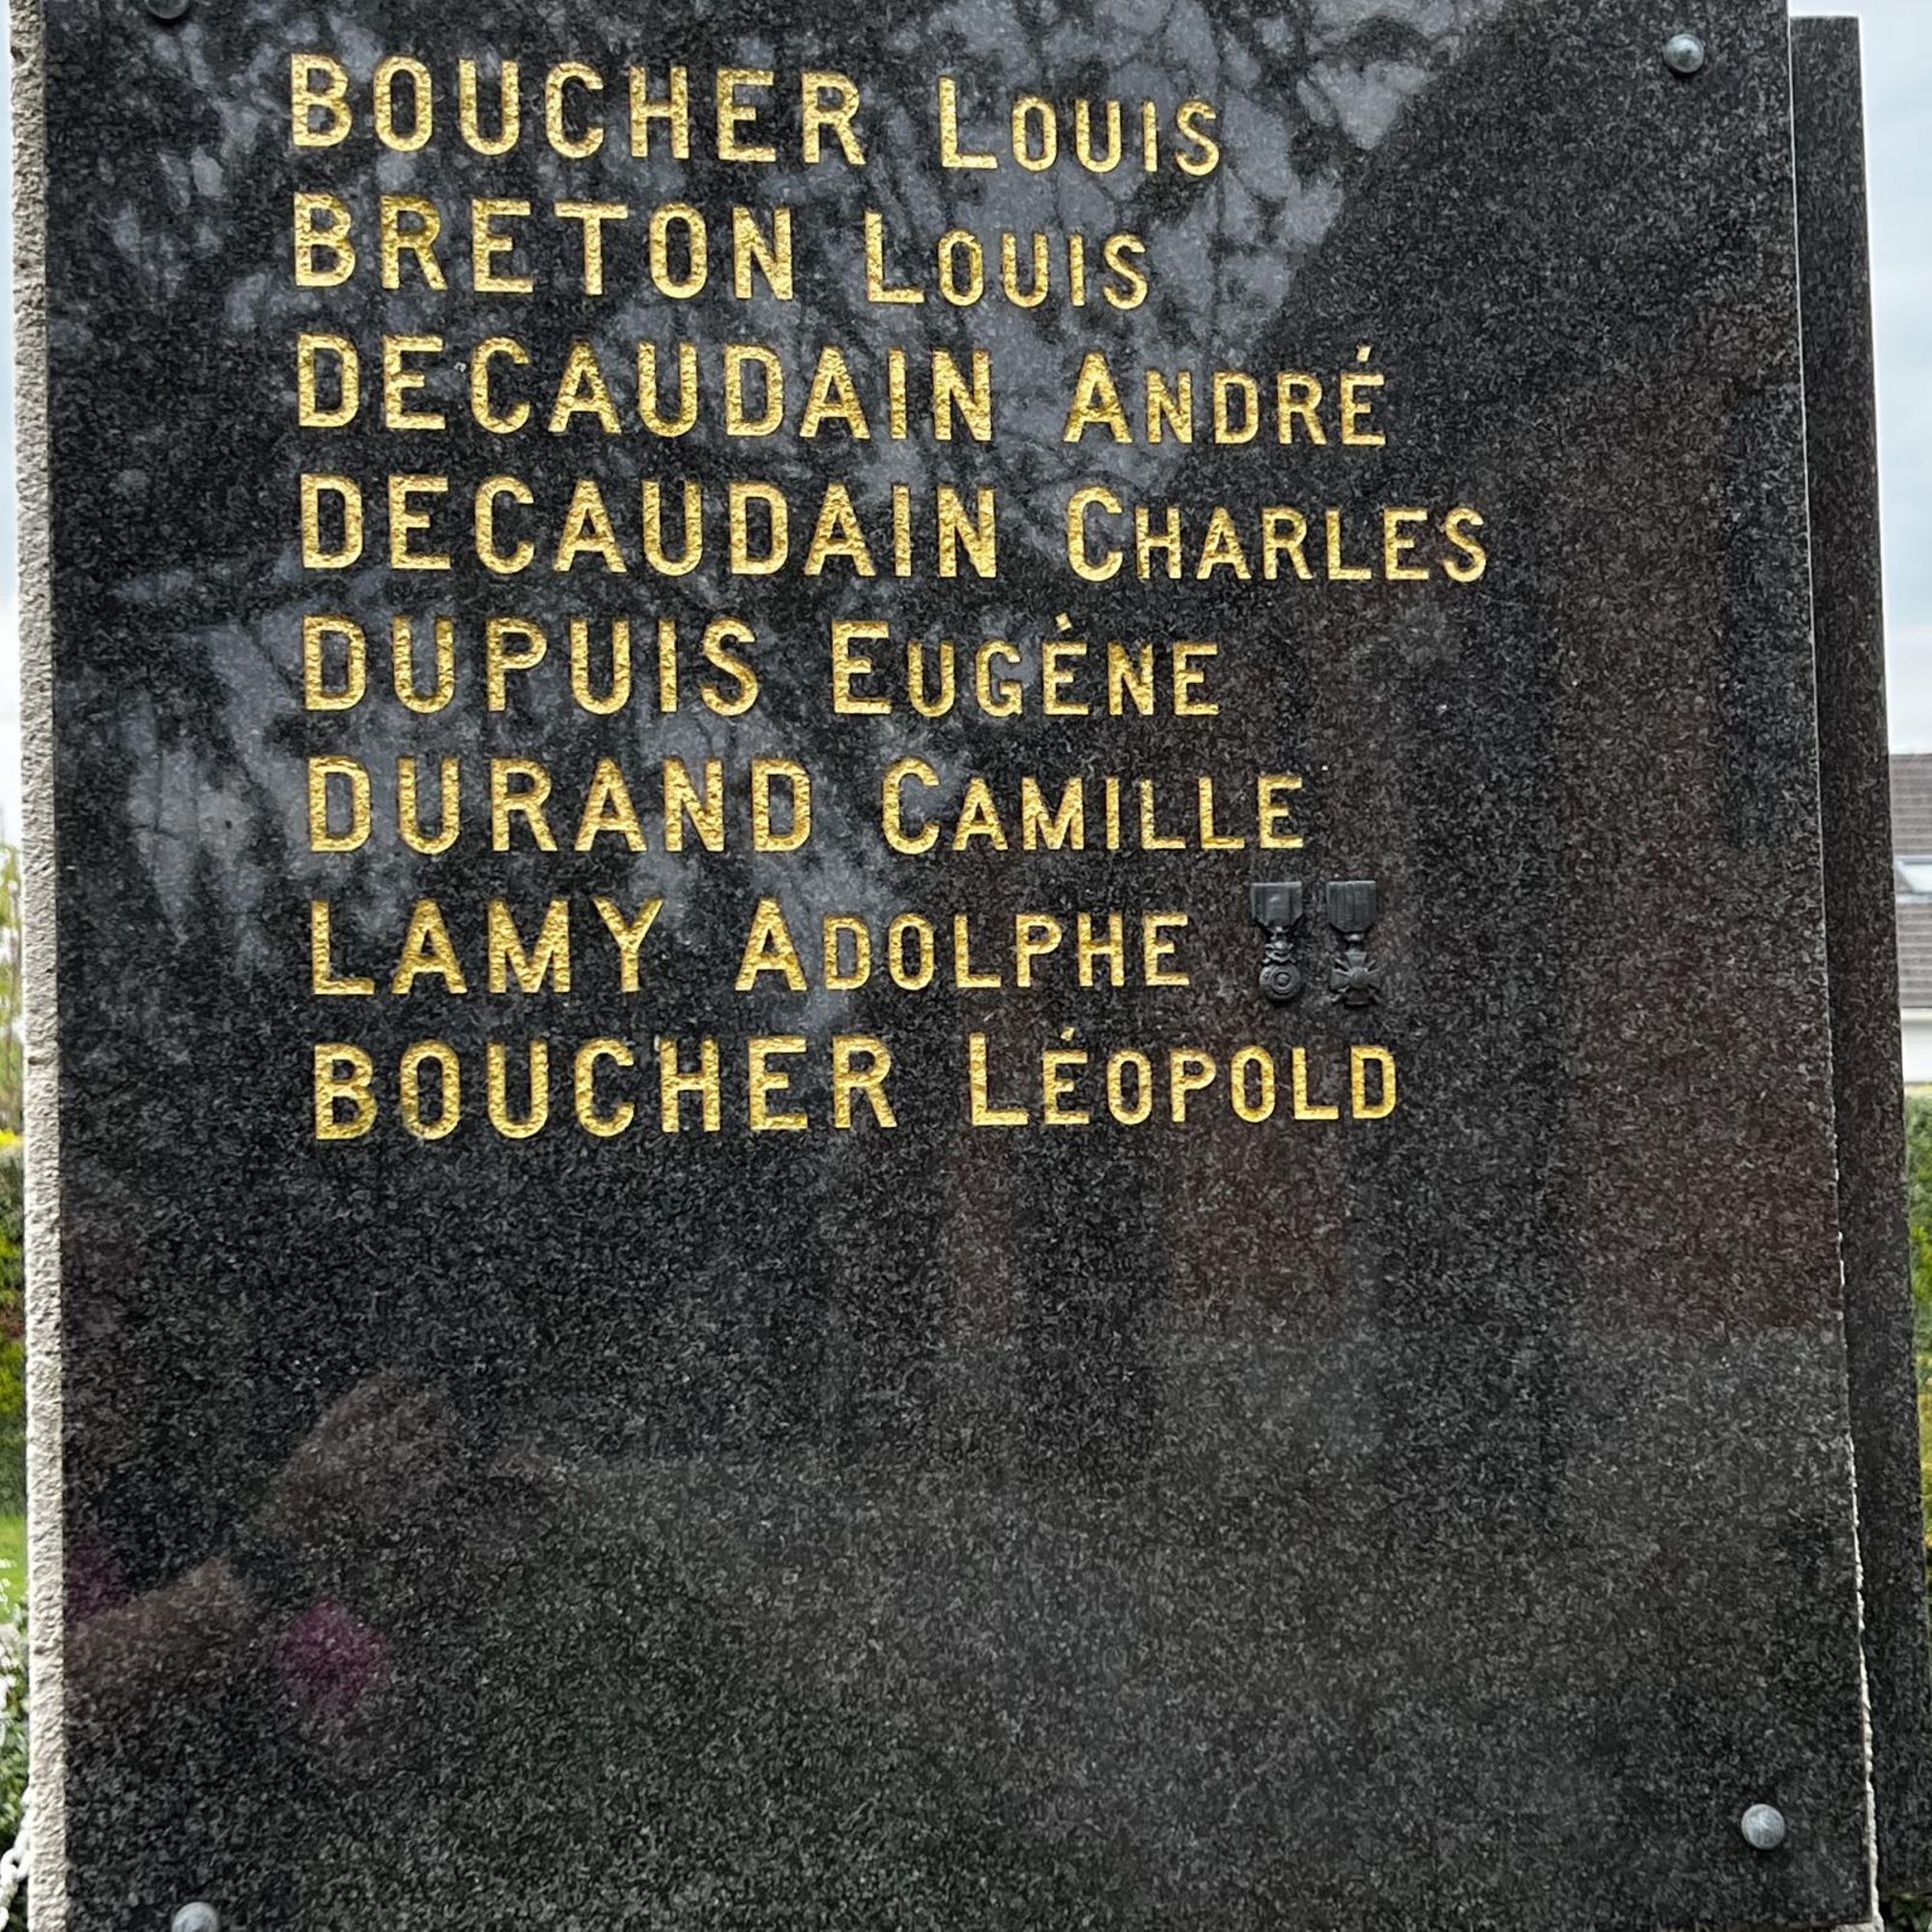 BOUCHER LOUIS
BRETON LOUIS
DECAUDAIN ANDRÉ
DECAUDAIN CHARLES
DUPUIS EUGÈNE
DURAND CAMILLE
LAMY ADOLPHE
BOUCHER LÉOPOLD